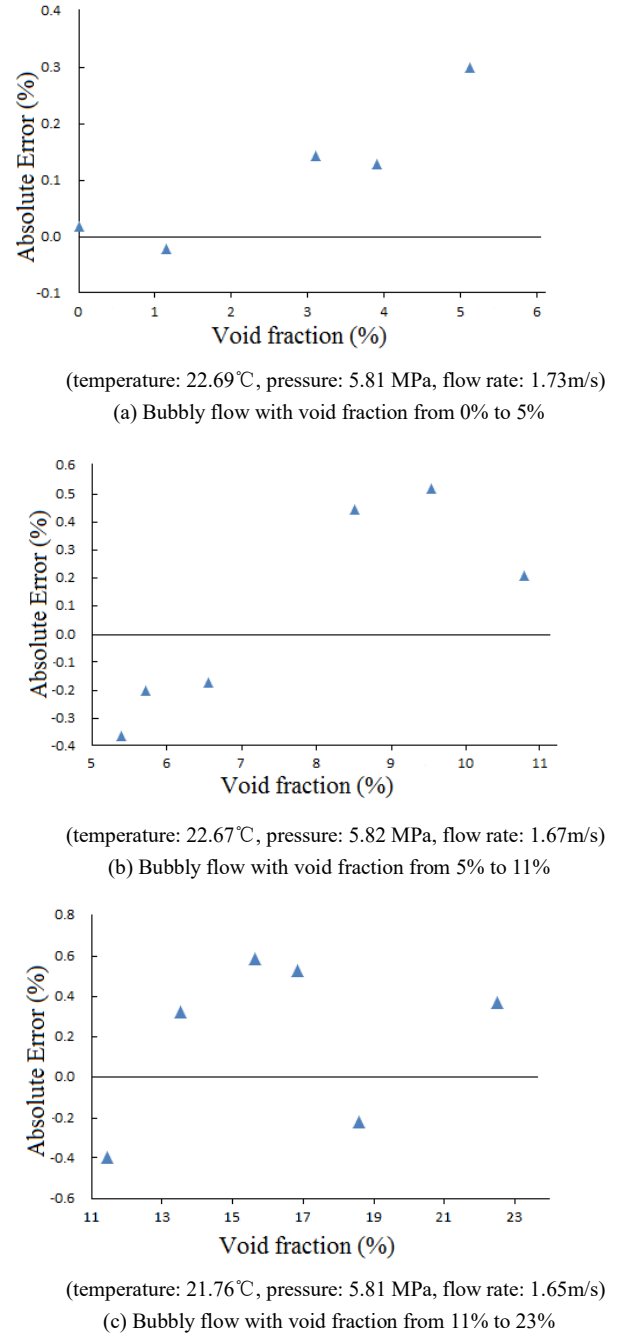 0.4
0.3
0.2
0.1
0.0
-0.1
Absolute Error (%)
0 1 2 3 4 5 6
Void fraction (%)
(temperature: 22.69℃, pressure: 5.81 MPa, flow rate: 1.73m/s)
(a) Bubbly flow with void fraction from 0% to 5%
0.6
0.5
0.4
0.3
0.2
0.1
0.0
-0.1
-0.2
-0.3
-0.4
Absolute Error (%)
5 6 7 8 9 10 11
Void fraction (%)
(temperature: 22.67℃, pressure: 5.82 MPa, flow rate: 1.67m/s)
(b) Bubbly flow with void fraction from 5% to 11%
0.8
0.6
0.4
0.2
0.0
-0.2
-0.4
-0.6
Absolute Error (%)
11 13 15 17 19 21 23
Void fraction (%)
(temperature: 21.76℃, pressure: 5.81 MPa, flow rate: 1.65m/s)
(c) Bubbly flow with void fraction from 11% to 23%